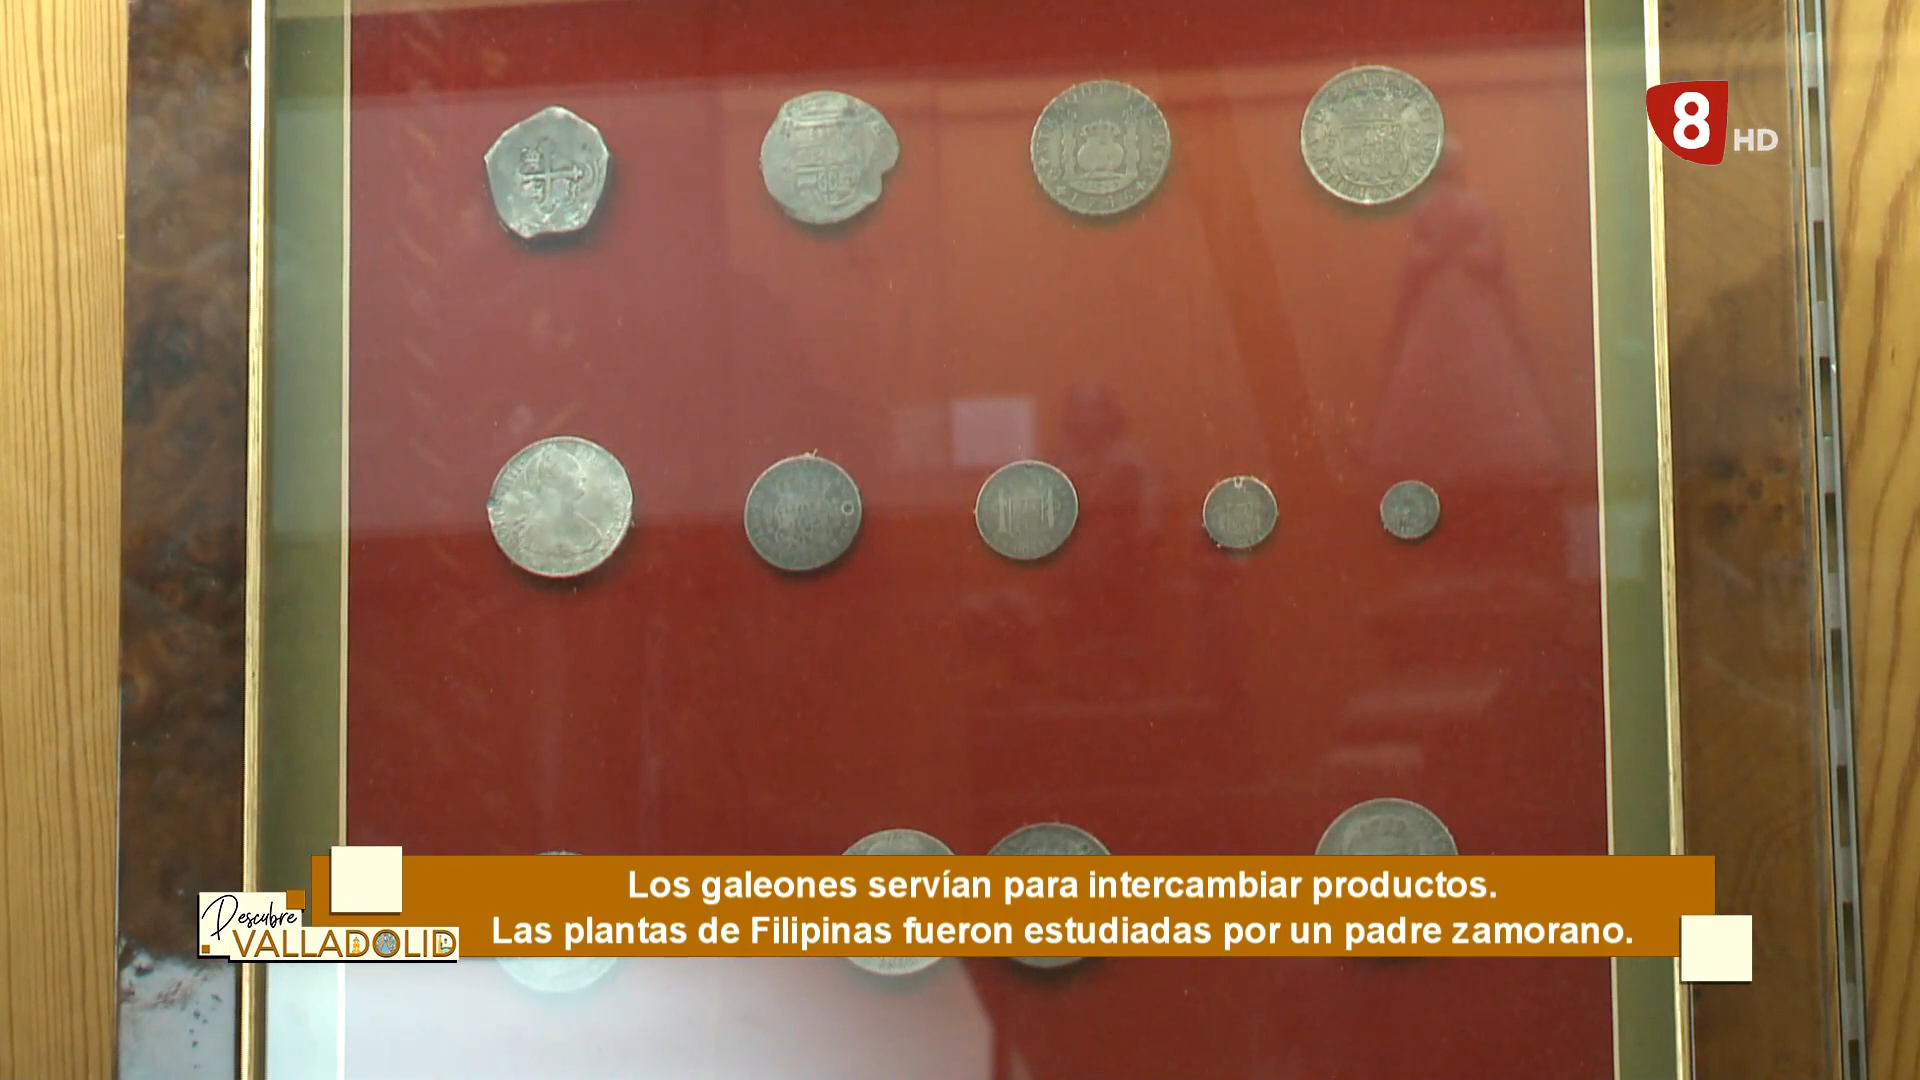 8 HD
1746
Los galeones servían para intercambiar productos.
Las plantas de Filipinas fueron estudiadas por un padre zamorano.
Descubre
VALLADOLID